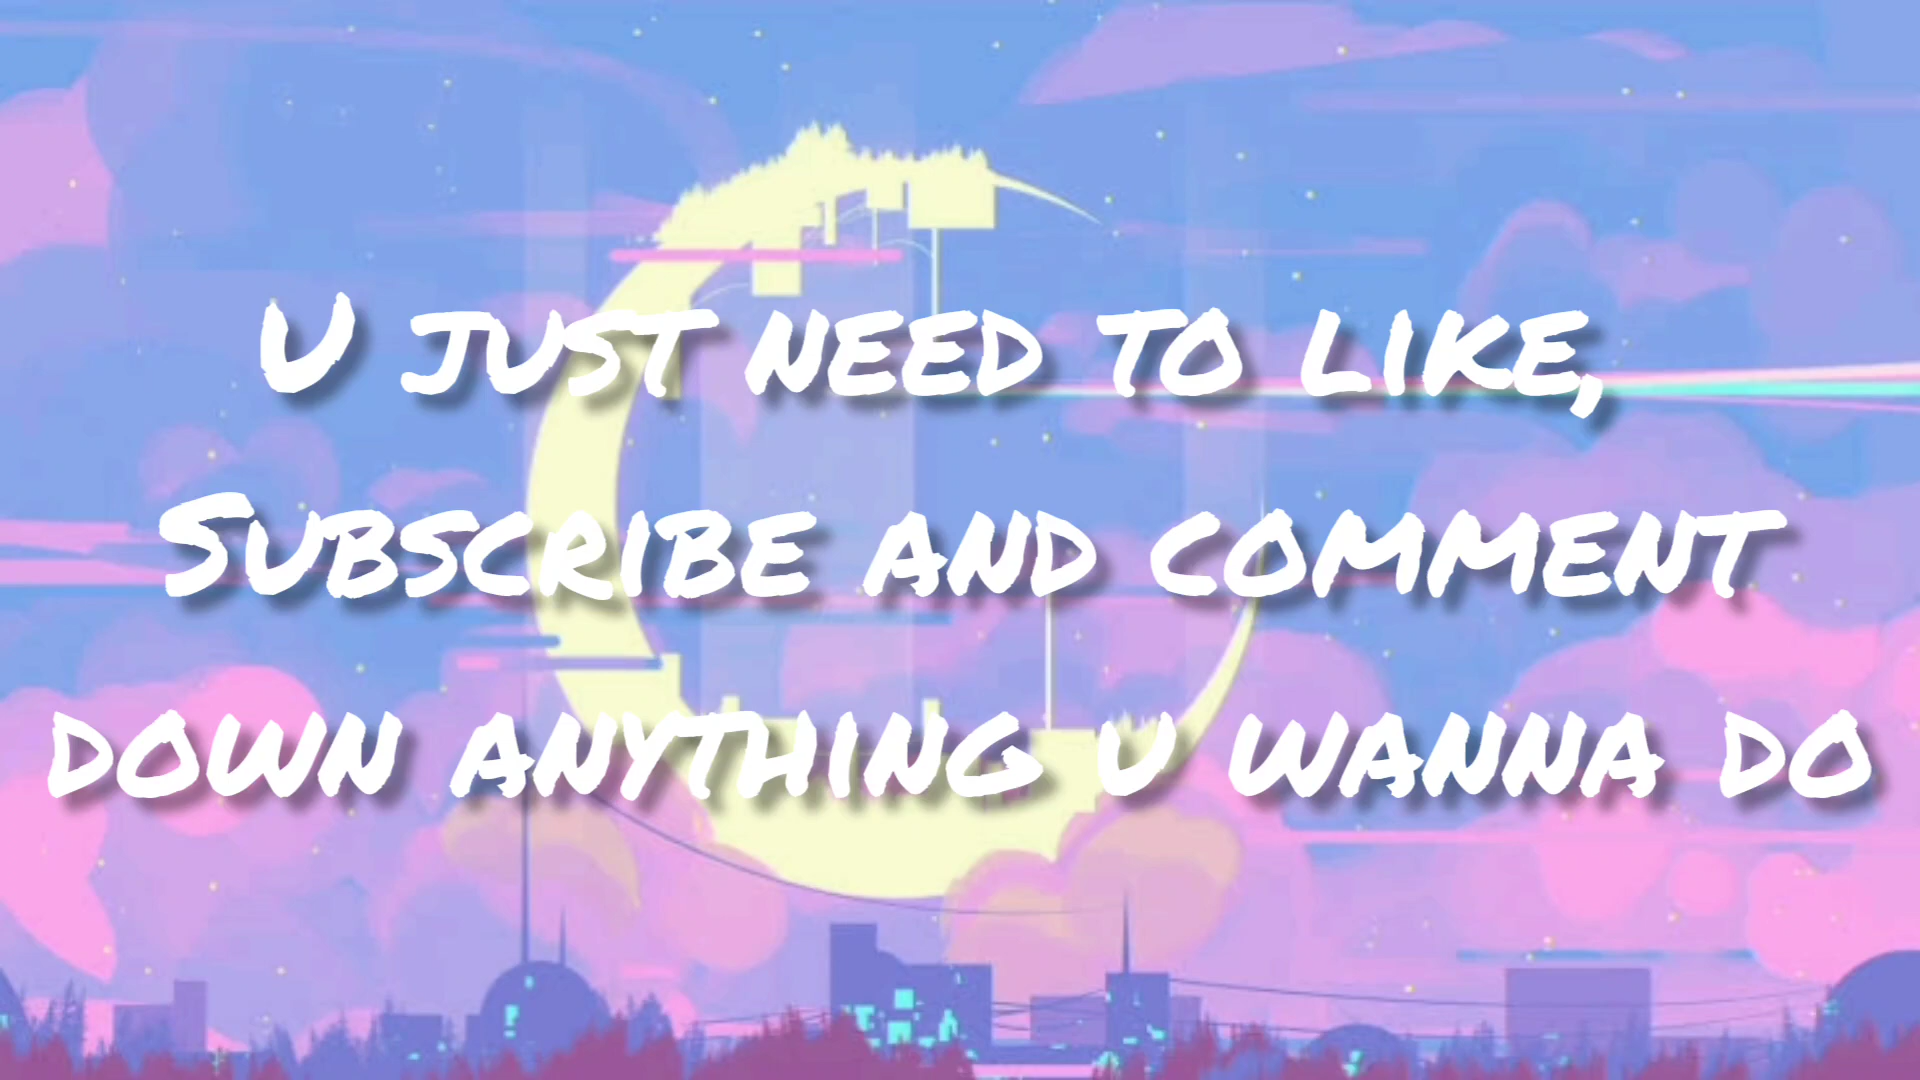 U just need to like,
Subscribe and comment
down anything u wanna do